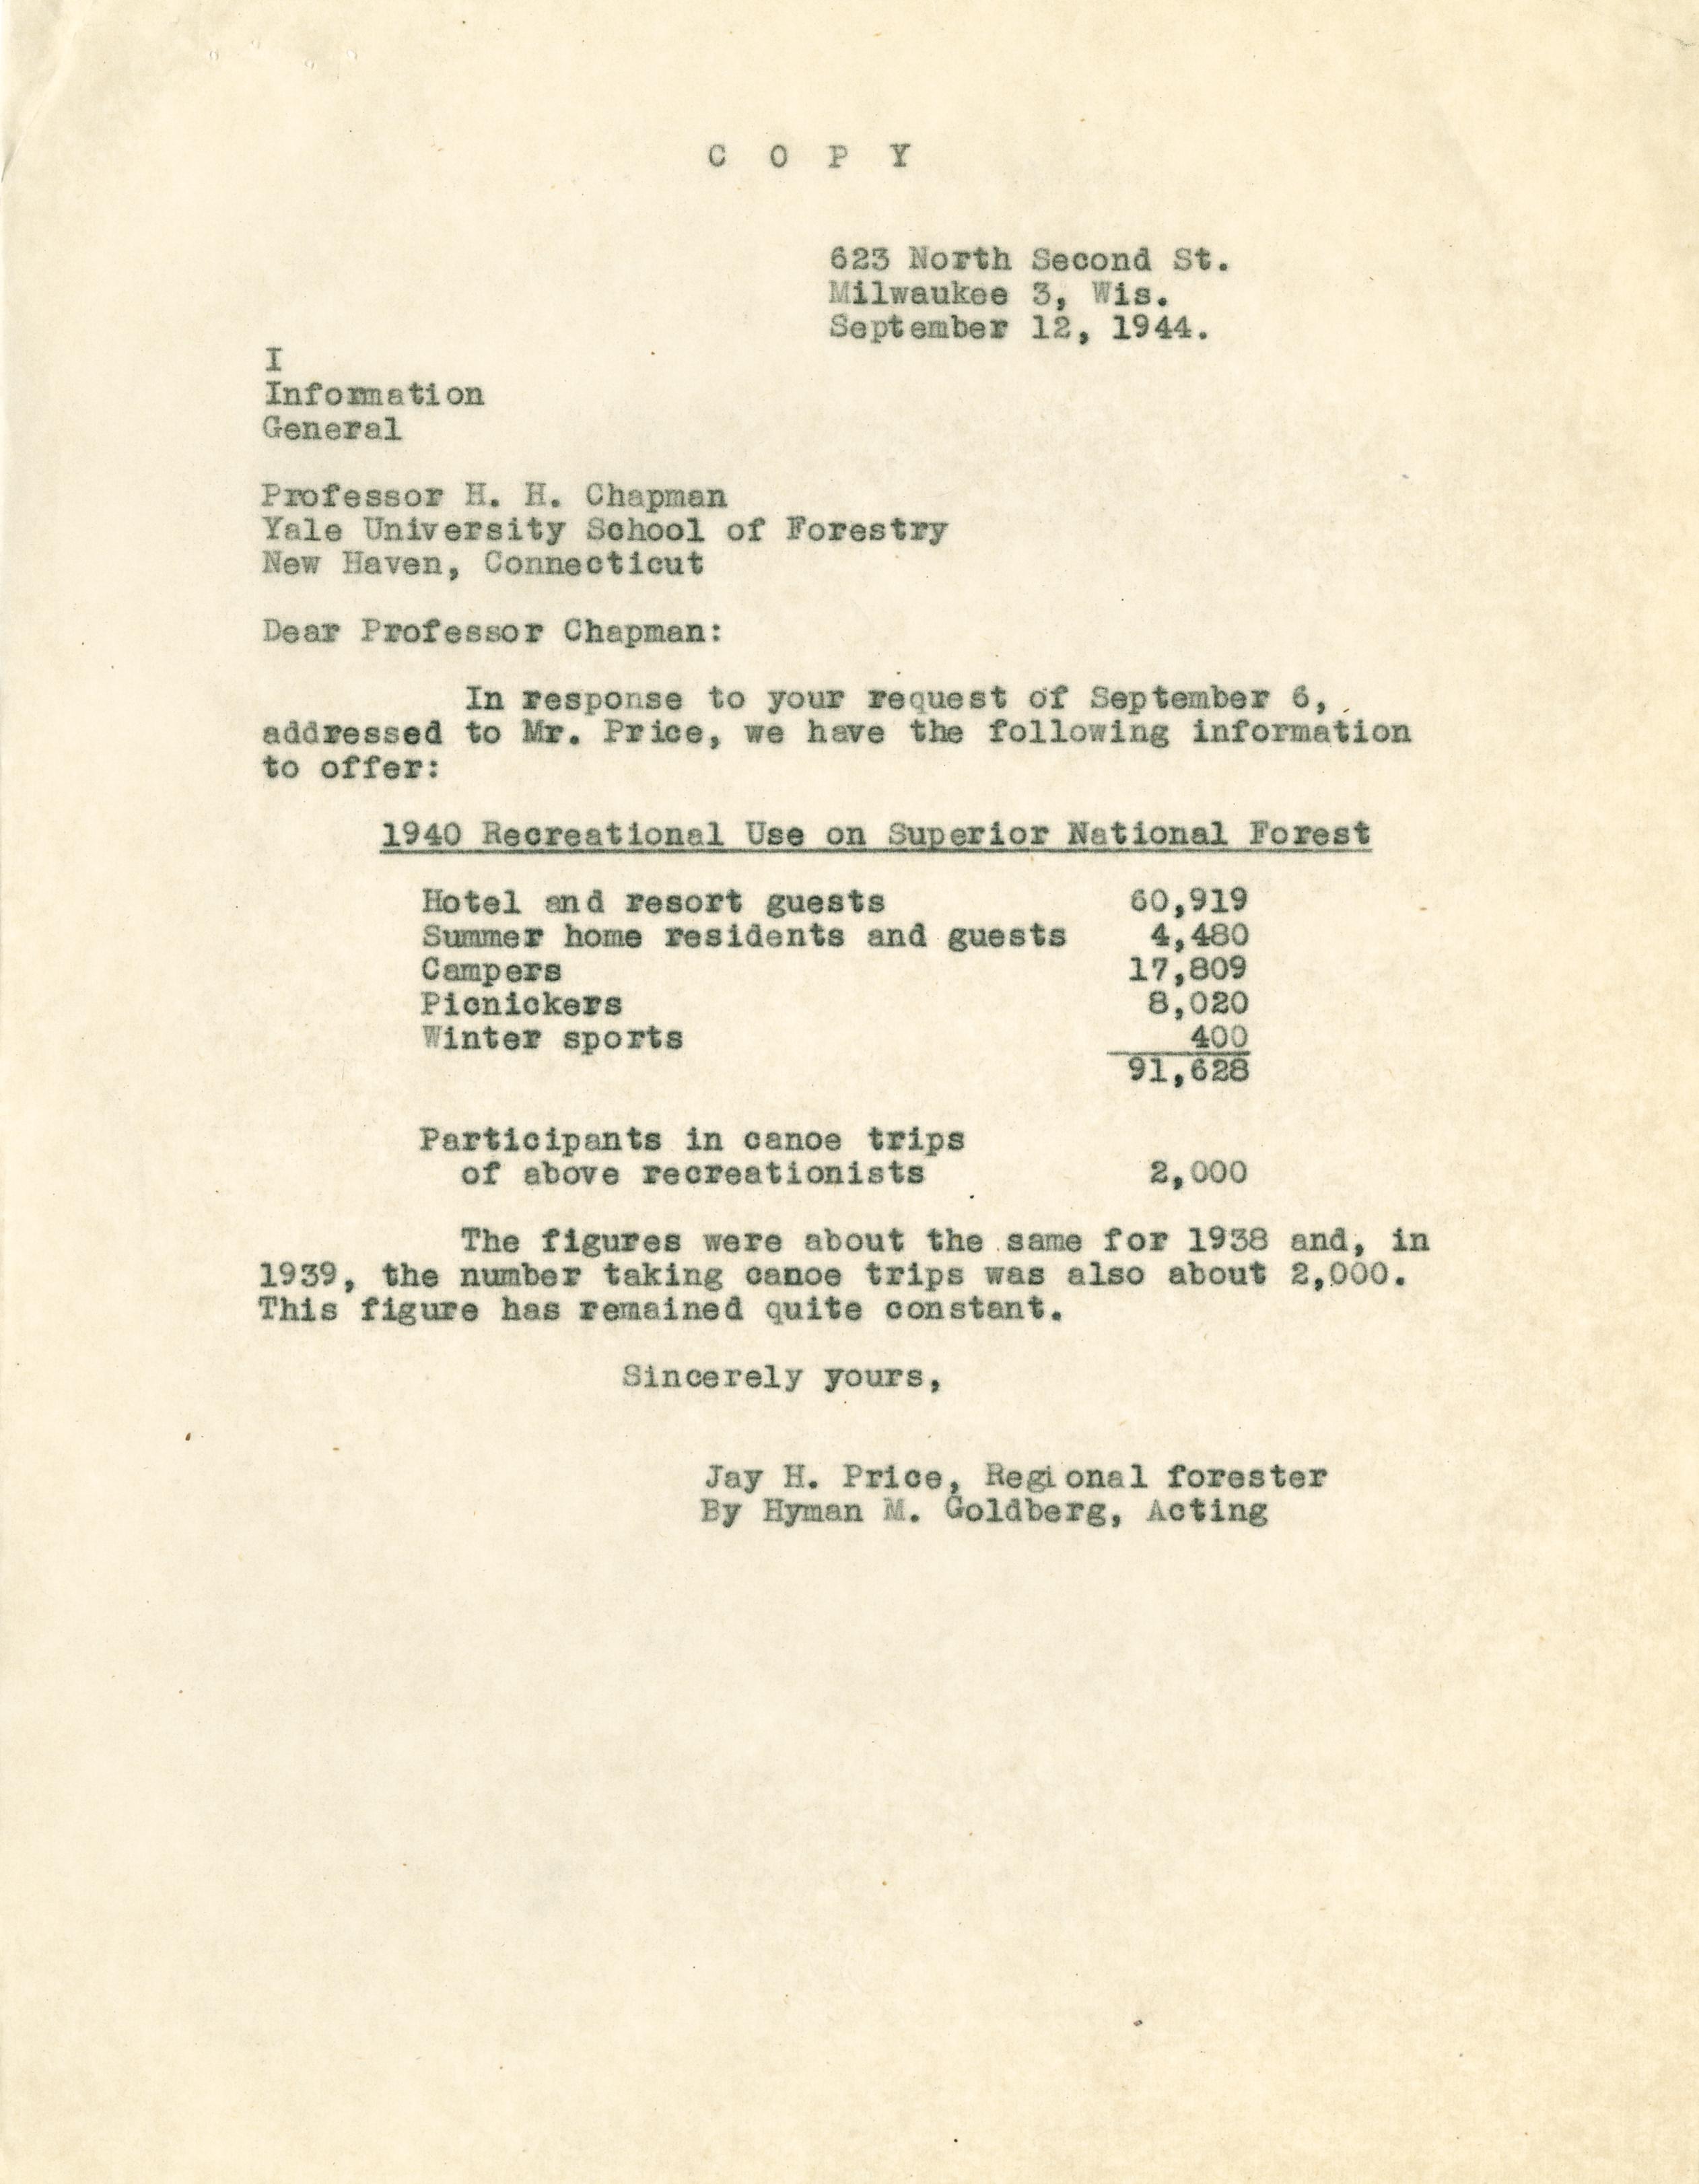 C O P Y
623 North Second St.
Milwaukee 3, Wis.
September 12, 1944.
I
Information
General
Professor H. H. Chapman
Yale University School of Forestry
New Haven, Connecticut
Dear Professor Chapman:
In response to your request of September 6,
addressed to Mr. Price, we have the following information
to offer:
1940 Recreational Use on Superior National Forest
Hotel and resort guests 60,919
Summer home residents and guests 4,480
Campers 17,809
Picnickers 8,020
Winter sports 400
91,628
Participants in canoe trips
of above recreationists 2,000
The figures were about the same for 1938 and, in
1939, the number taking canoe trips was also about 2,000.
This figure has remained quite constant.
Sincerely yours,
Jay H. Price, Regional forester
By Hyman M. Goldberg, Acting